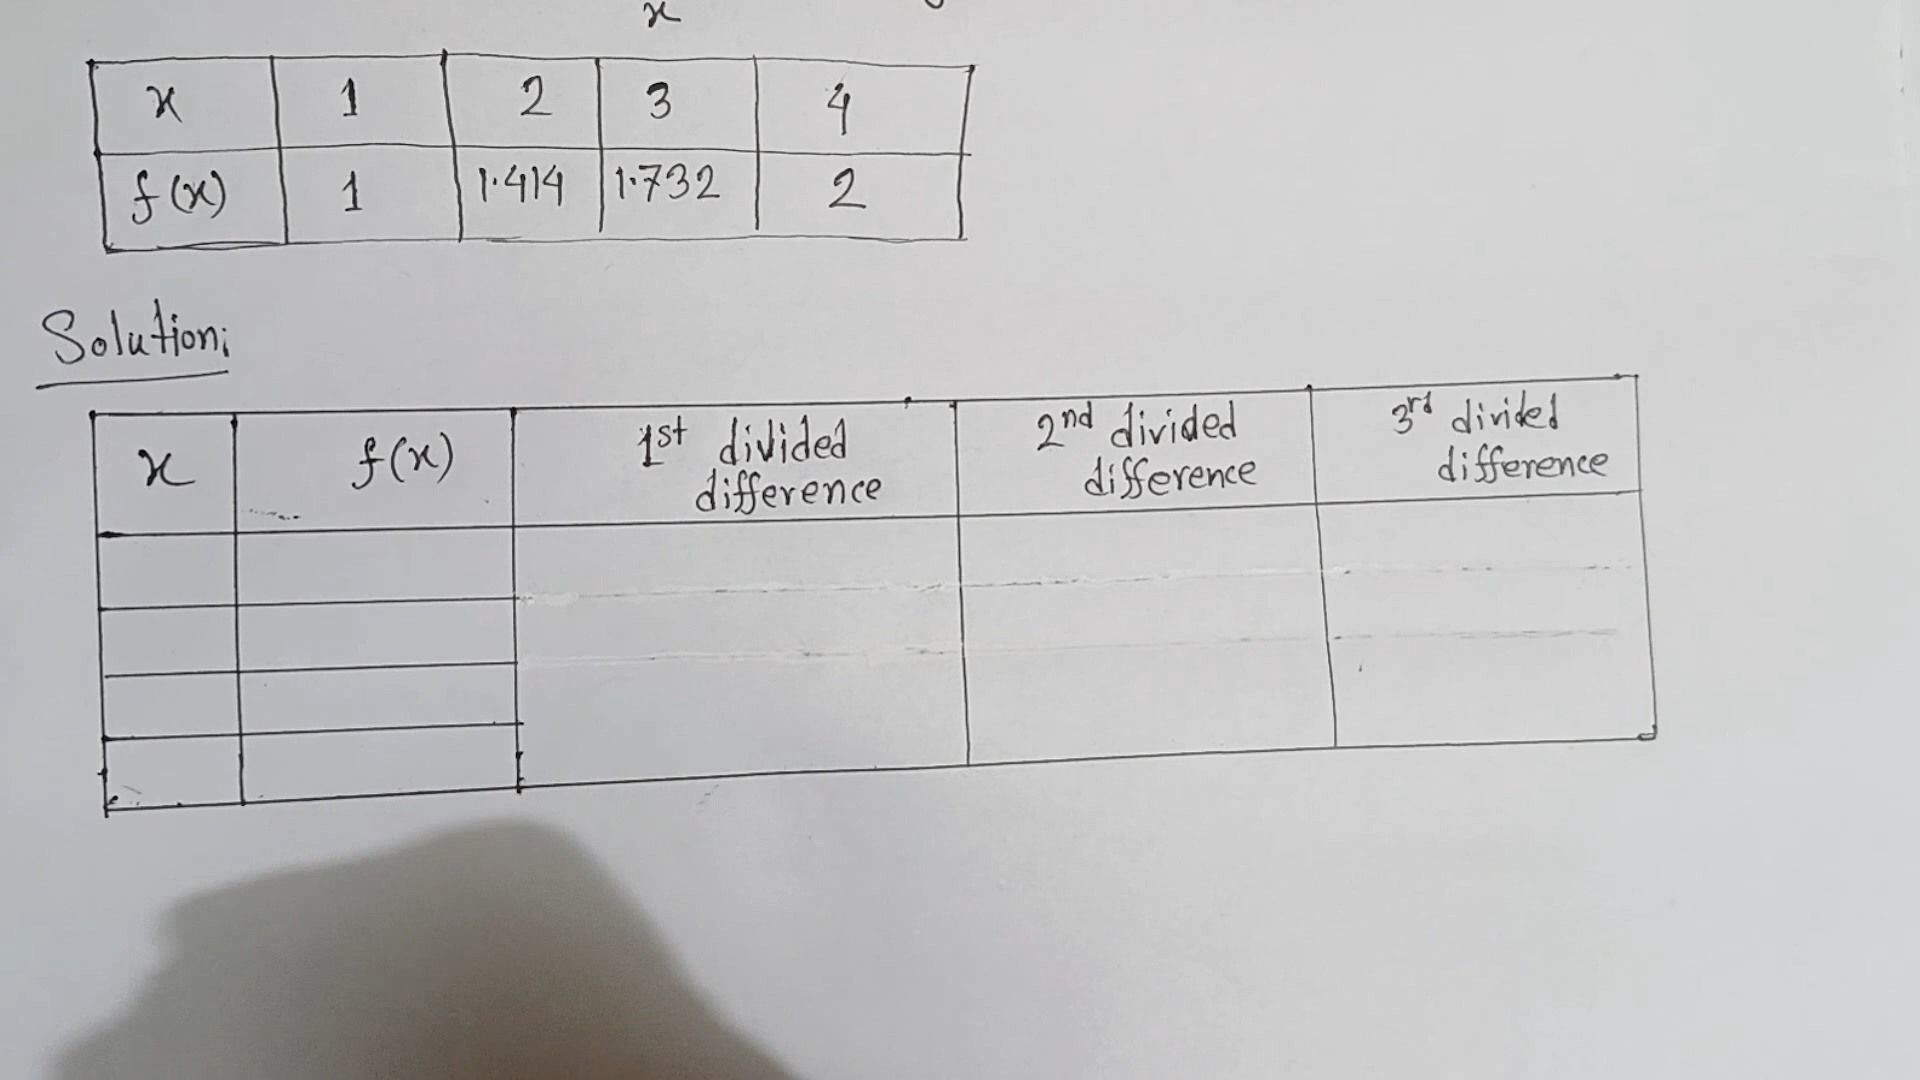 x
x 1 2 3 4
f(x) 1 1.414 1.732 2
Solution:
x f(x) 1st divided difference 2nd divided difference 3rd divided difference